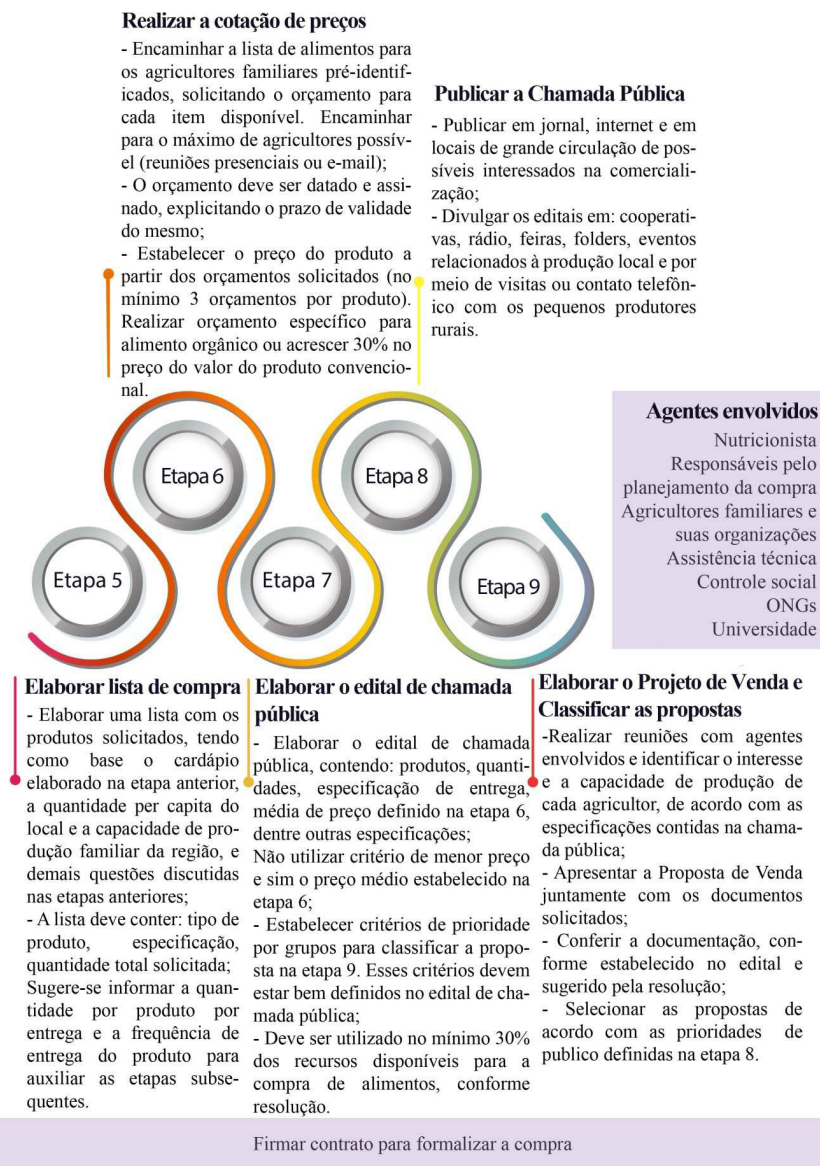 Realizar a cotação de preços
- Encaminhar a lista de alimentos para
os agricultores familiares pré-identif-
icados, solicitando o orçamento para
cada item disponível. Encaminhar
para o máximo de agricultores possív-
el (reuniões presenciais ou e-mail);
- O orçamento deve ser datado e assi-
nado, explicitando o prazo de validade
do mesmo;
- Estabelecer o preço do produto a
partir dos orçamentos solicitados (no
mínimo 3 orçamentos por produto).
Realizar orçamento específico para
alimento orgânico ou acrescer 30% no
preço do valor do produto convencio-
nal.
Publicar a Chamada Pública
- Publicar em jornal, internet e em
locais de grande circulação de pos-
síveis interessados na comerciali-
zação;
- Divulgar os editais em: cooperati-
vas, rádio, feiras, folders, eventos
relacionados à produção local e por
meio de visitas ou contato telefôn-
ico com os pequenos produtores
rurais.
Agentes envolvidos
Nutricionista
Responsáveis pelo
planejamento da compra
Agricultores familiares e
suas organizações
Assistência técnica
Controle social
ONGs
Universidade
Etapa 5
Etapa 6
Etapa 7
Etapa 8
Etapa 9
Elaborar lista de compra
- Elaborar uma lista com os
produtos solicitados, tendo
como base o cardápio
elaborado na etapa anterior,
a quantidade per capita do
local e a capacidade de pro-
dução familiar da região, e
demais questões discutidas
nas etapas anteriores;
- A lista deve conter: tipo de
produto, especificação,
quantidade total solicitada;
Sugere-se informar a quan-
tidade por produto por
entrega e a frequência de
entrega do produto para
auxiliar as etapas subse-
quentes.
Elaborar o edital de chamada
pública
- Elaborar o edital de chamada
pública, contendo: produtos, quanti-
dades, especificação de entrega,
média de preço definido na etapa 6,
dentre outras especificações;
Não utilizar critério de menor preço
e sim o preço médio estabelecido na
etapa 6;
- Estabelecer critérios de prioridade
por grupos para classificar a propo-
sta na etapa 9. Esses critérios devem
estar bem definidos no edital de cha-
mada pública;
- Deve ser utilizado no mínimo 30%
dos recursos disponíveis para a
compra de alimentos, conforme
resolução.
Elaborar o Projeto de Venda e
Classificar as propostas
-Realizar reuniões com agentes
envolvidos e identificar o interesse
e a capacidade de produção de
cada agricultor, de acordo com as
especificações contidas na chama-
da pública;
- Apresentar a Proposta de Venda
juntamente com os documentos
solicitados;
- Conferir a documentação, con-
forme estabelecido no edital e
sugerido pela resolução;
- Selecionar as propostas de
acordo com as prioridades de
publico definidas na etapa 8.
Firmar contrato para formalizar a compra